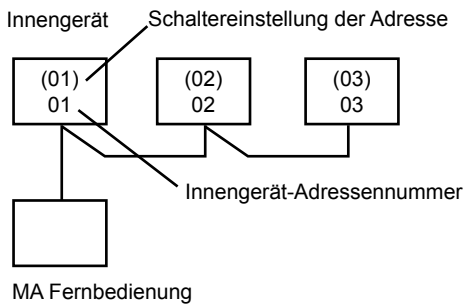 Innengerät
Schaltereinstellung der Adresse
(01)
01
(02)
02
(03)
03
Innengerät-Adressennummer
MA Fernbedienung